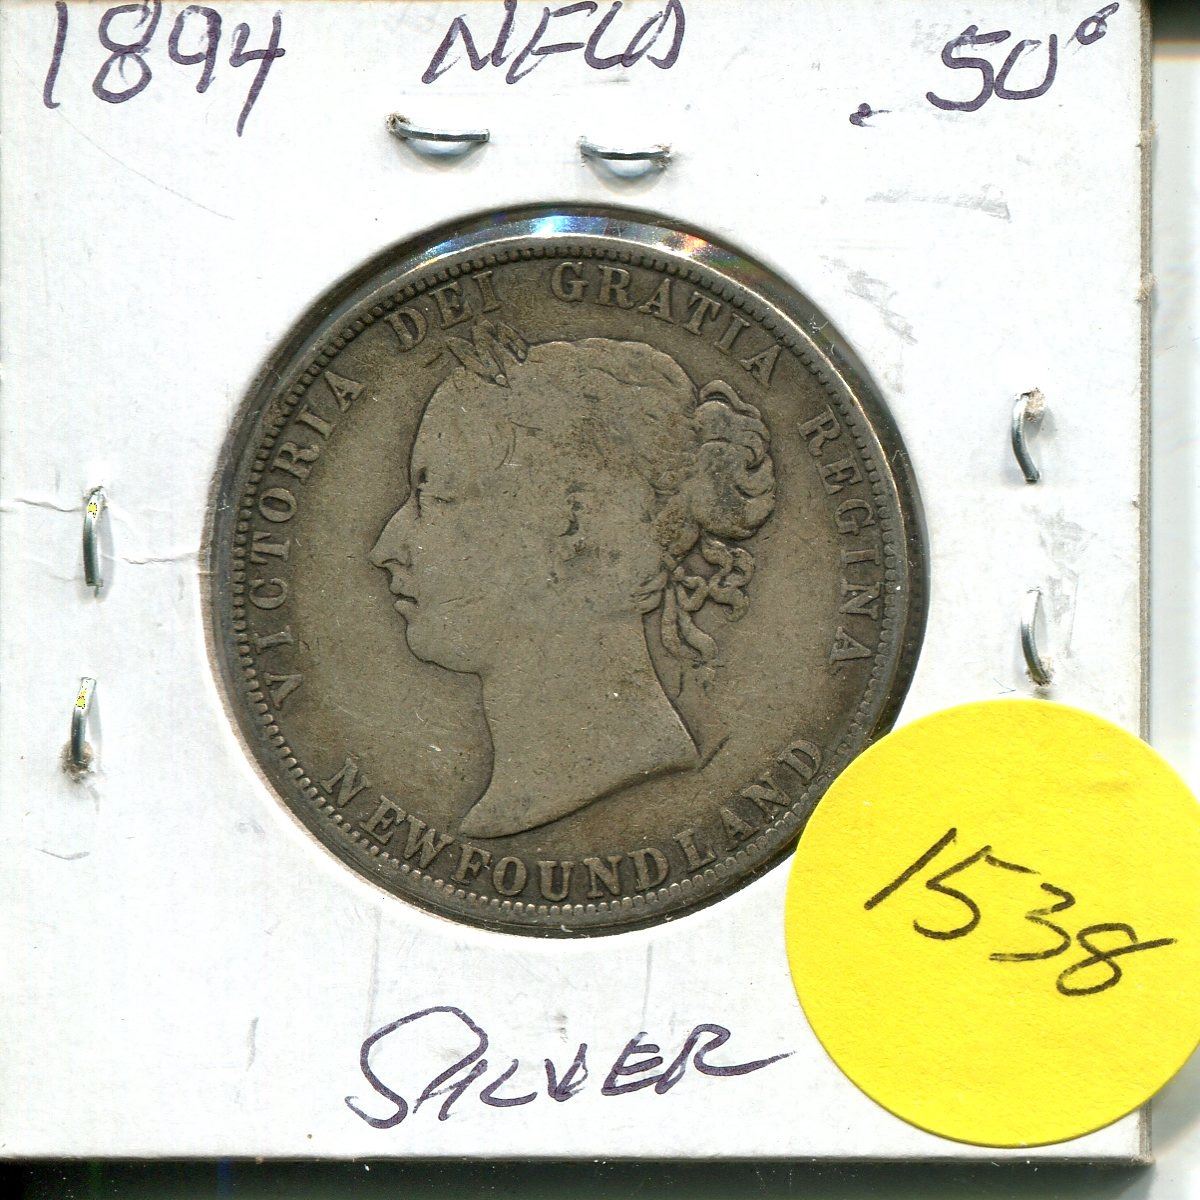 1894 NFLD .50¢
VICTORIA DEI GRATIA REGINA
NEWFOUNDLAND
1538
SILVER